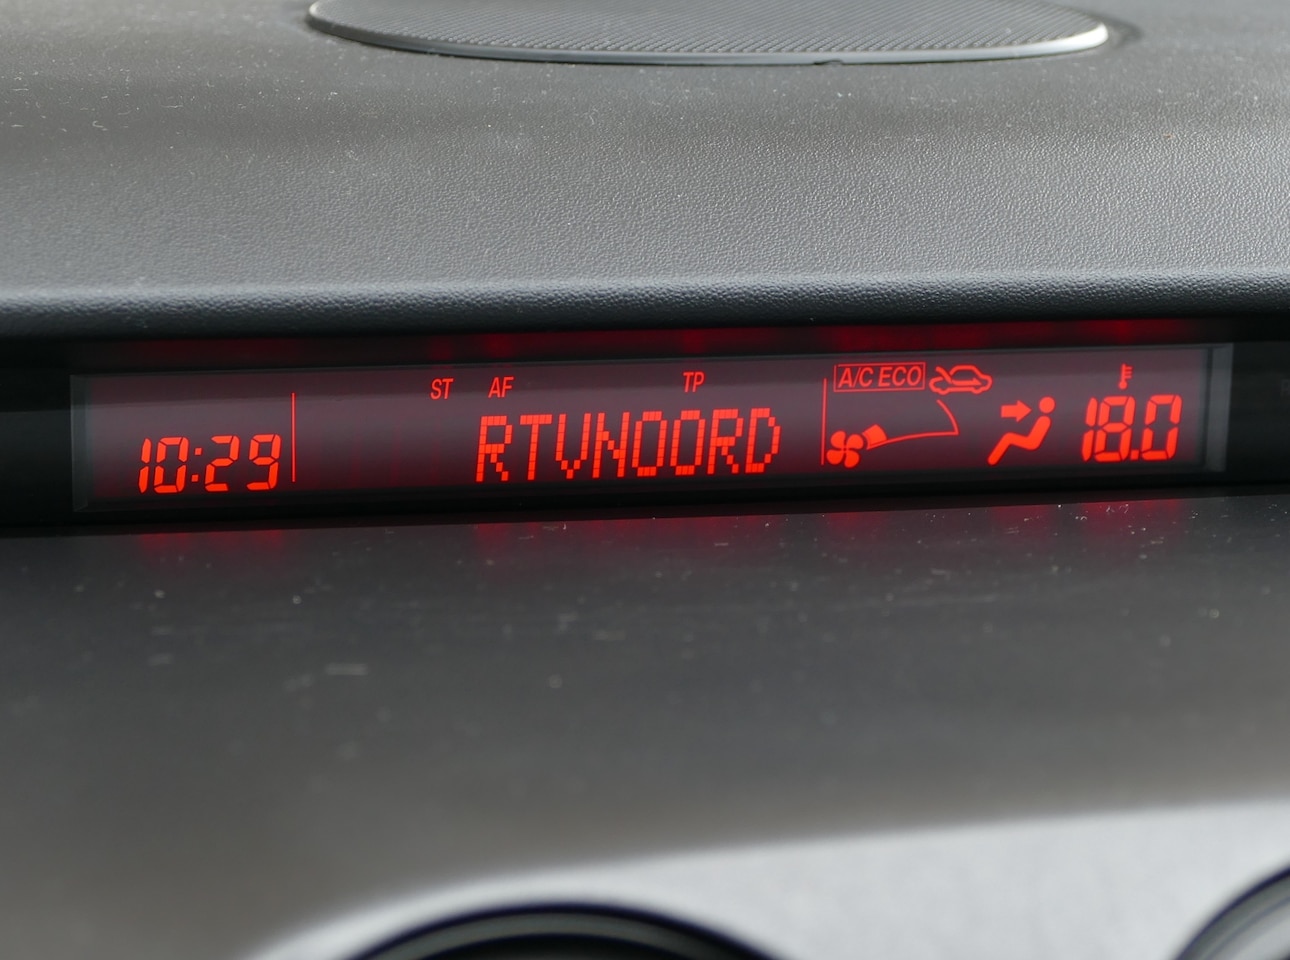 ST AF TP A/C ECO
10:29 RTVNOORD 18.0